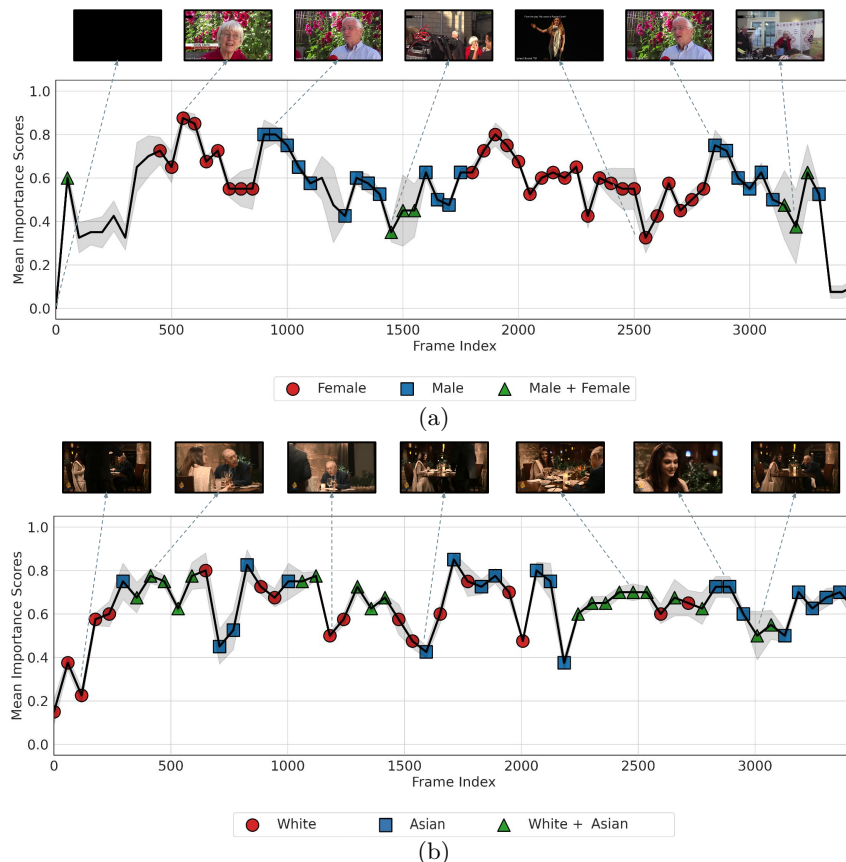 1.0
0.8
0.6
0.4
0.2
0.0
Mean Importance Scores
0 500 1000 1500 2000 2500 3000
Frame Index
Female Male Male + Female
(a)
1.0
0.8
0.6
0.4
0.2
0.0
Mean Importance Scores
0 500 1000 1500 2000 2500 3000
Frame Index
White Asian White + Asian
(b)